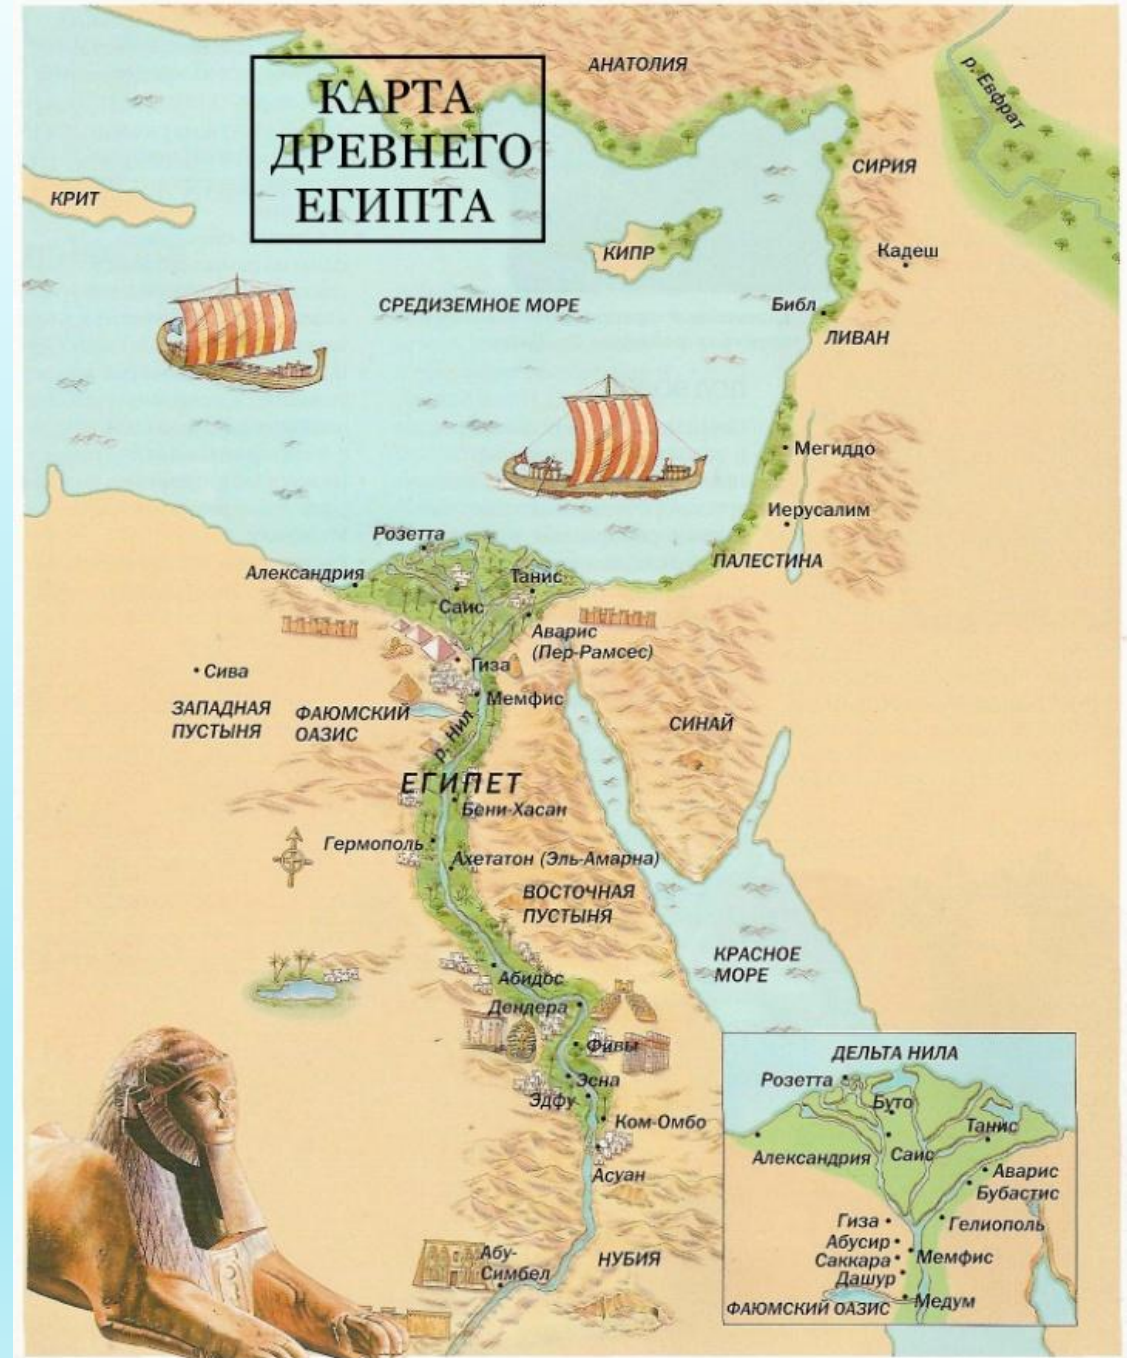 КАРТА
ДРЕВНЕГО
ЕГИПТА
АНАТОЛИЯ
р. Евфрат
СИРИЯ
КРИТ
КИПР
Кадеш
СРЕДИЗЕМНОЕ МОРЕ
Библ
ЛИВАН
Мегиддо
Иерусалим
ПАЛЕСТИНА
Розетта
Александрия
Танис
Саис
Аварис
(Пер-Рамсес)
Гиза
Сива
Мемфис
ЗАПАДНАЯ
ПУСТЫНЯ
ФАЮМСКИЙ
ОАЗИС
р. Нил
СИНАЙ
ЕГИПЕТ
Бени-Хасан
Гермополь
Ахетатон (Эль-Амарна)
ВОСТОЧНАЯ
ПУСТЫНЯ
КРАСНОЕ
МОРЕ
Абидос
Дендера
Фивы
Эсна
Эдфу
Ком-Омбо
Асуан
Абу-
Симбел
НУБИЯ
ДЕЛЬТА НИЛА
Розетта
Буто
Танис
Александрия
Саис
Аварис
Бубастис
Гиза
Гелиополь
Абусир
Саккара
Мемфис
Дашур
Медум
ФАЮМСКИЙ ОАЗИС